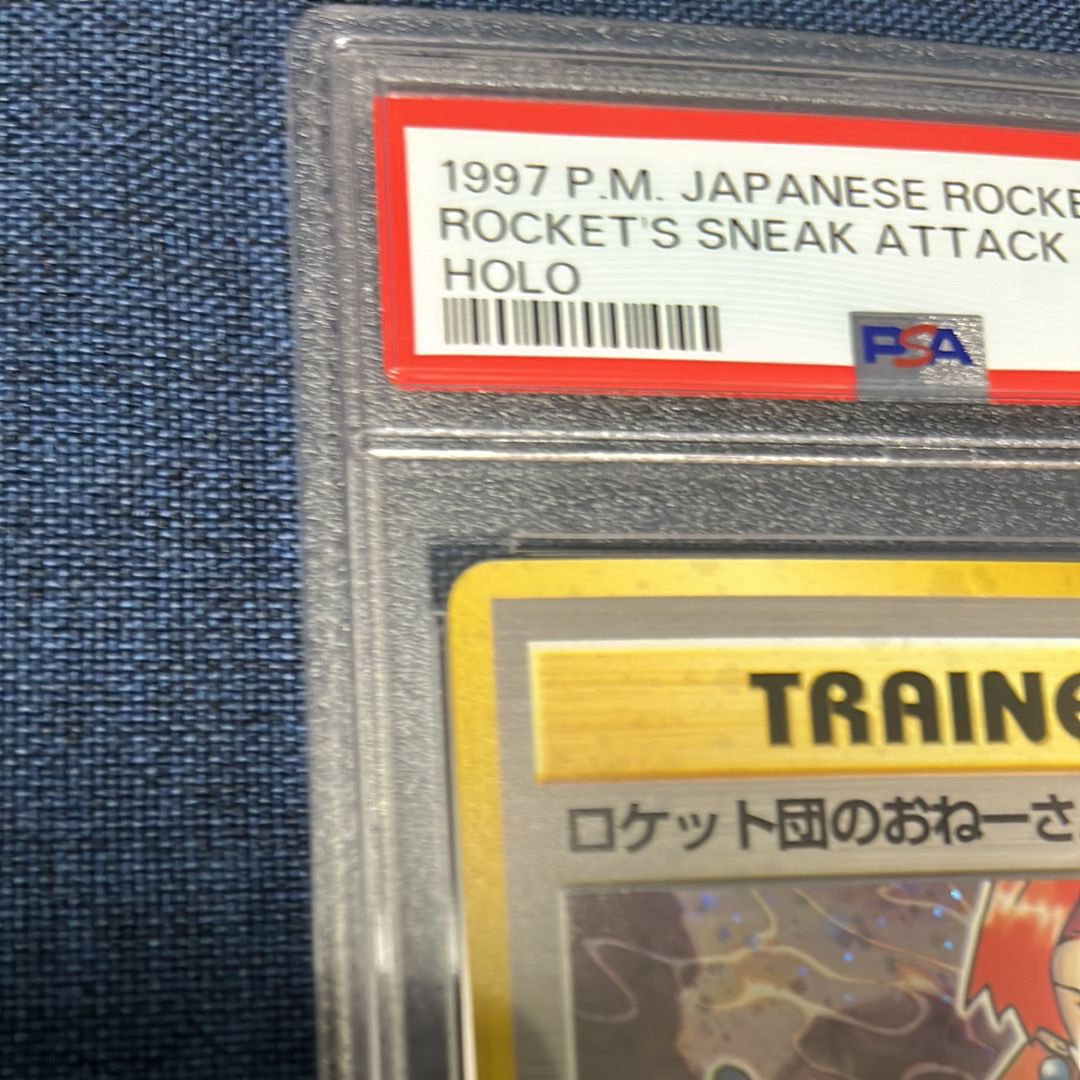 1997 P.M. JAPANESE ROCKE
ROCKET'S SNEAK ATTACK
HOLO
PSA
TRAINE
ロケット団のおねーさ